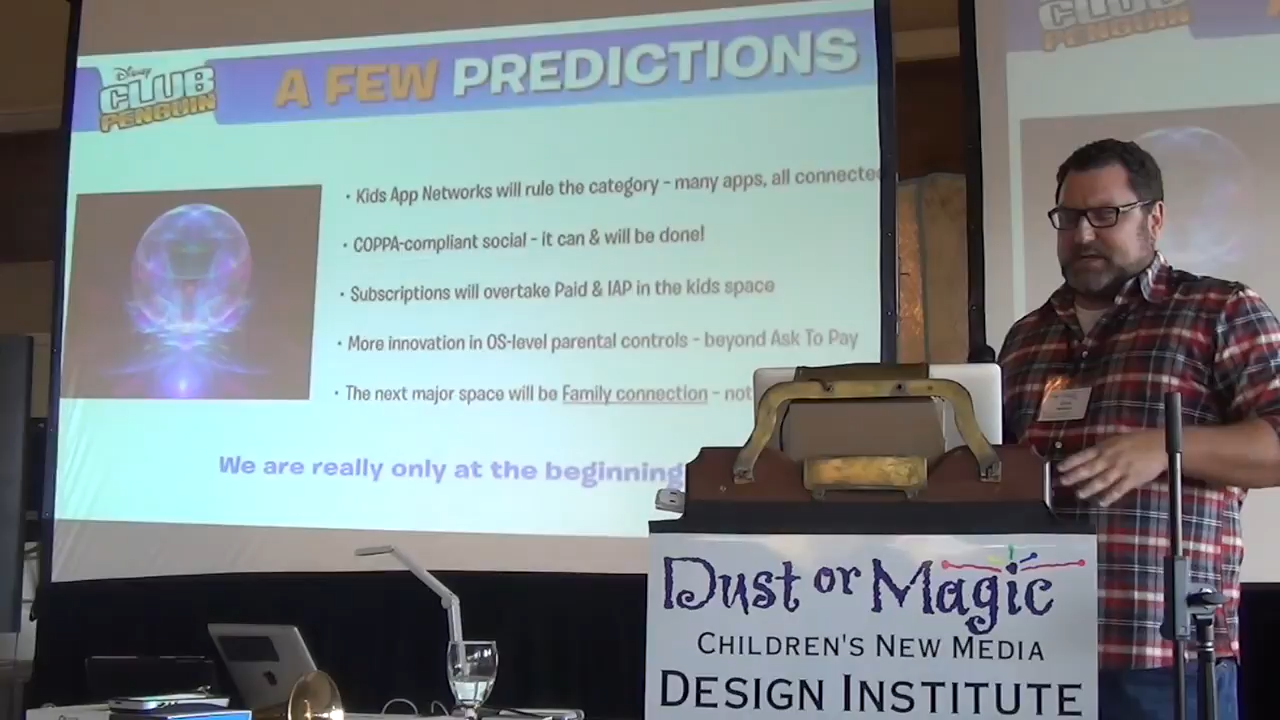 Disney
CLUB
PENGUIN
A FEW PREDICTIONS
CLUB
PENGUIN
• Kids App Networks will rule the category - many apps, all connected
• COPPA-compliant social - it can & will be done!
• Subscriptions will overtake Paid & IAP in the kids space
• More innovation in OS-level parental controls - beyond Ask To Pay
• The next major space will be Family connection - not
We are really only at the beginning
Dust or Magic
CHILDREN'S NEW MEDIA
DESIGN INSTITUTE